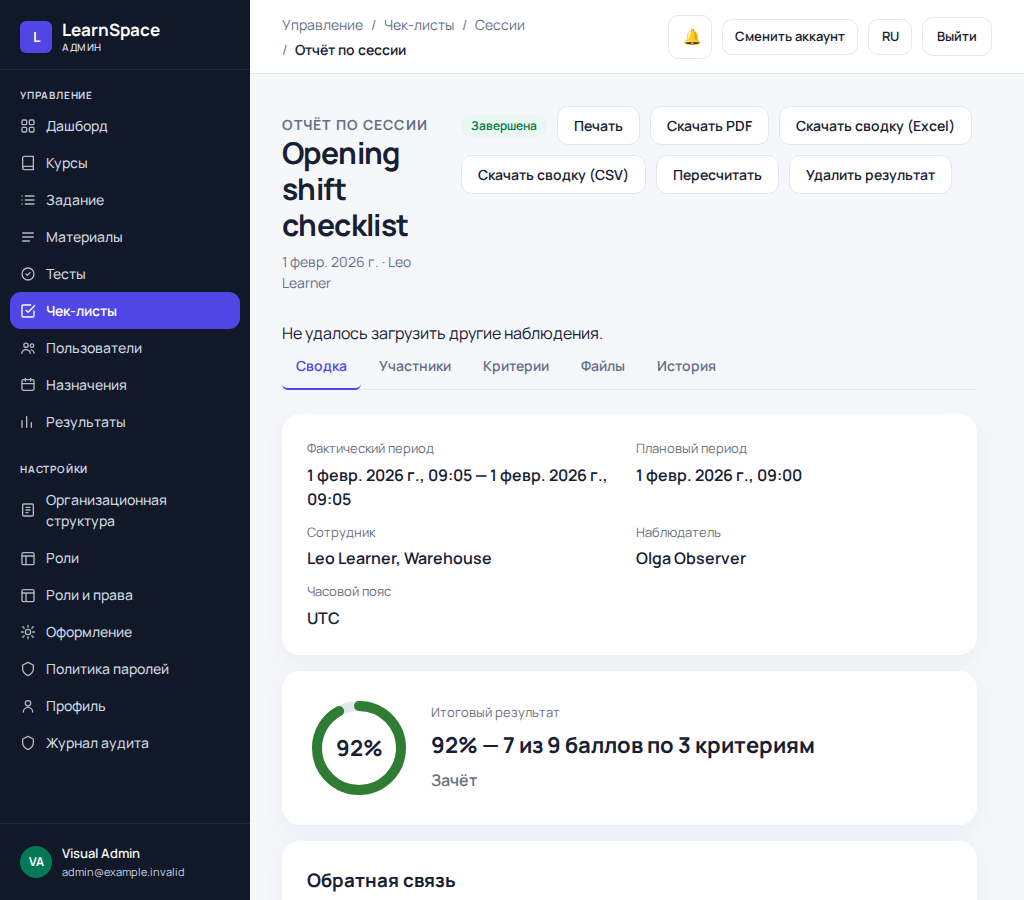 L
LearnSpace
АДМИН
УПРАВЛЕНИЕ
Дашборд
Курсы
Задание
Материалы
Тесты
Чек-листы
Пользователи
Назначения
Результаты
НАСТРОЙКИ
Организационная
структура
Роли
Роли и права
Оформление
Политика паролей
Профиль
Журнал аудита
VA
Visual Admin
admin@example.invalid
Управление / Чек-листы / Сессии
/ Отчёт по сессии
Сменить аккаунт
RU
Выйти
ОТЧЁТ ПО СЕССИИ
Opening
shift
checklist
1 февр. 2026 г. · Leo
Learner
Завершена
Печать
Скачать PDF
Скачать сводку (Excel)
Скачать сводку (CSV)
Пересчитать
Удалить результат
Не удалось загрузить другие наблюдения.
Сводка
Участники
Критерии
Файлы
История
Фактический период
1 февр. 2026 г., 09:05 — 1 февр. 2026 г.,
09:05
Плановый период
1 февр. 2026 г., 09:00
Сотрудник
Leo Learner, Warehouse
Наблюдатель
Olga Observer
Часовой пояс
UTC
92%
Итоговый результат
92% — 7 из 9 баллов по 3 критериям
Зачёт
Обратная связь